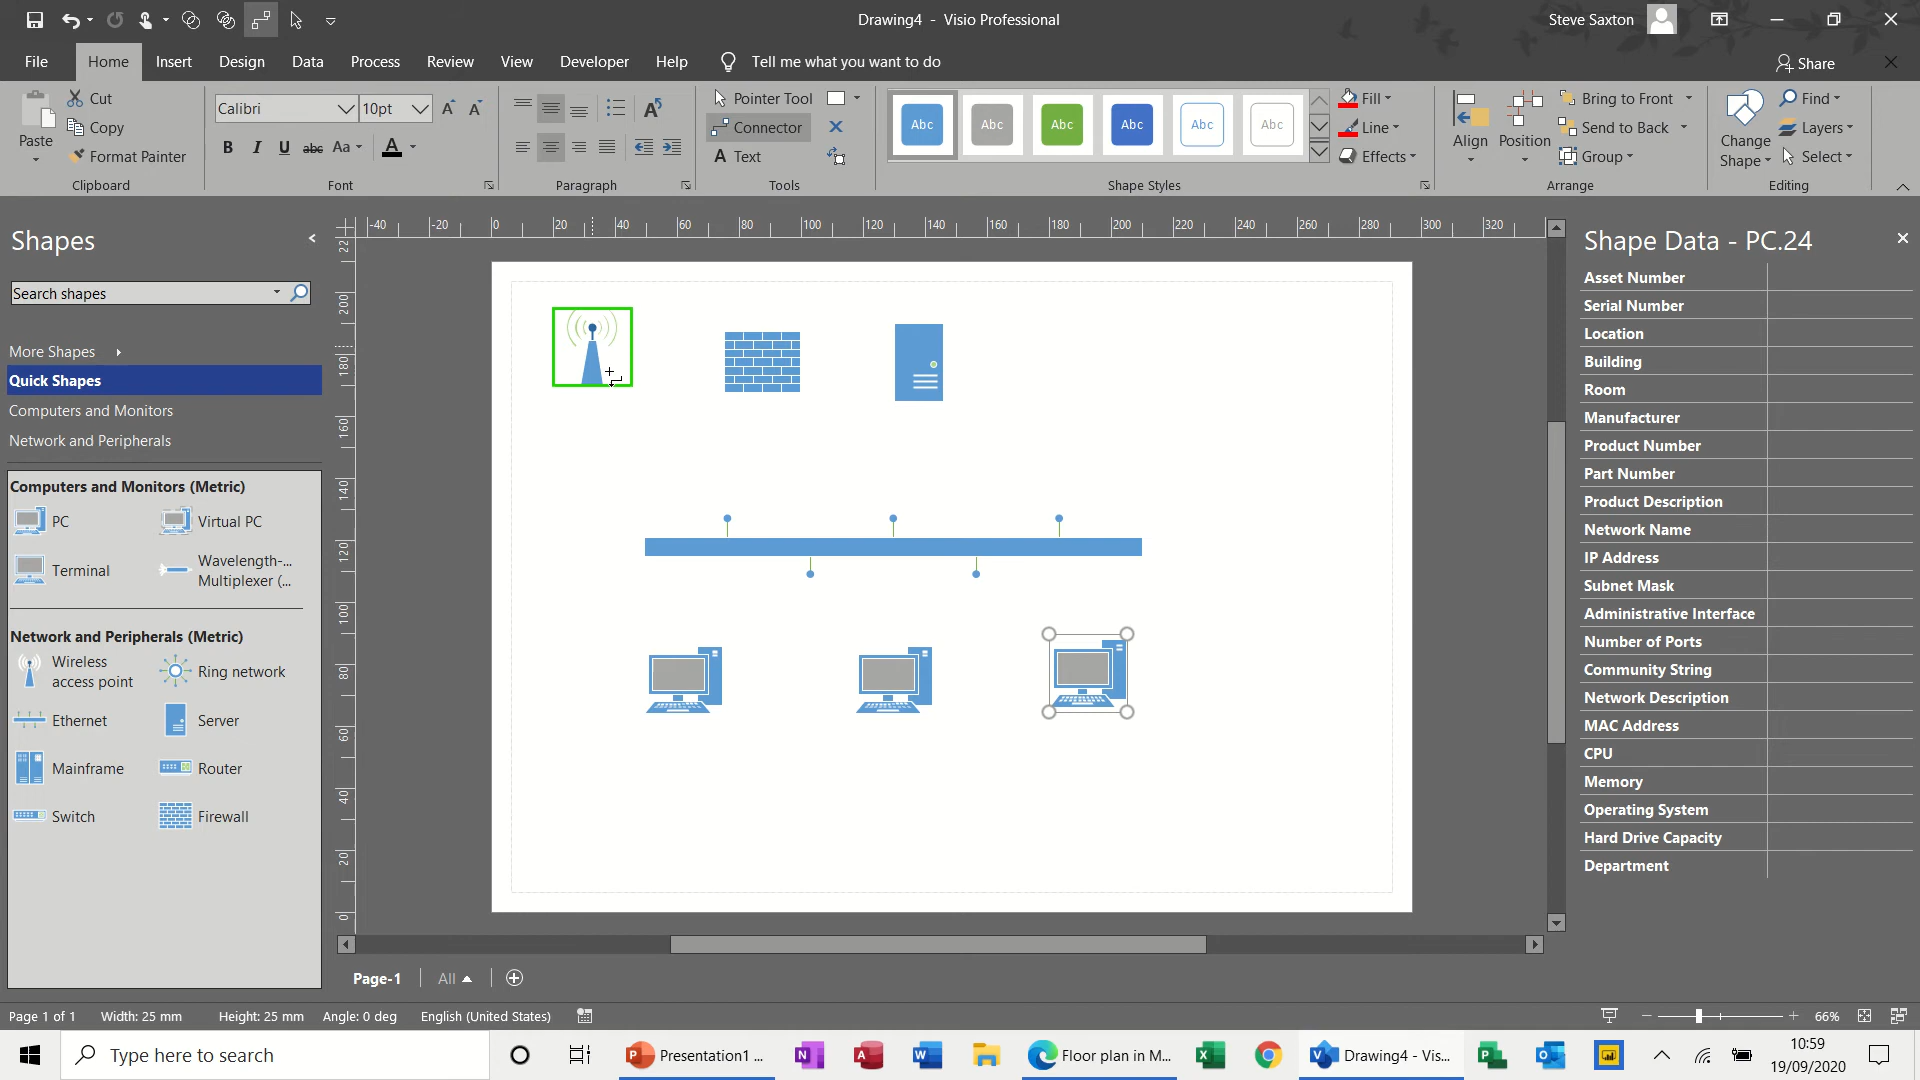 Drawing4 - Visio Professional
Steve Saxton
File Home Insert Design Data Process Review View Developer Help Tell me what you want to do
Share
Paste
Cut
Copy
Format Painter
Clipboard
Calibri 10pt
B I U abc Aa A
Font
Paragraph
Pointer Tool
Connector
A Text
Tools
Abc Abc Abc Abc Abc Abc
Shape Styles
Fill
Line
Effects
Align
Position
Bring to Front
Send to Back
Group
Arrange
Change
Shape
Find
Layers
Select
Editing
Shapes
Search shapes
More Shapes
Quick Shapes
Computers and Monitors
Network and Peripherals
Computers and Monitors (Metric)
PC
Virtual PC
Terminal
Wavelength-...
Multiplexer (...
Network and Peripherals (Metric)
Wireless
access point
Ring network
Ethernet
Server
Mainframe
Router
Switch
Firewall
-40 -20 0 20 40 60 80 100 120 140 160 180 200 220 240 260 280 300 320
22
200
180
160
140
120
100
80
60
40
20
0
Shape Data - PC.24
Asset Number
Serial Number
Location
Building
Room
Manufacturer
Product Number
Part Number
Product Description
Network Name
IP Address
Subnet Mask
Administrative Interface
Number of Ports
Community String
Network Description
MAC Address
CPU
Memory
Operating System
Hard Drive Capacity
Department
Page-1 All
Page 1 of 1 Width: 25 mm Height: 25 mm Angle: 0 deg English (United States)
66%
Type here to search
Presentation1 ...
Floor plan in M...
Drawing4 - Vis...
10:59
19/09/2020